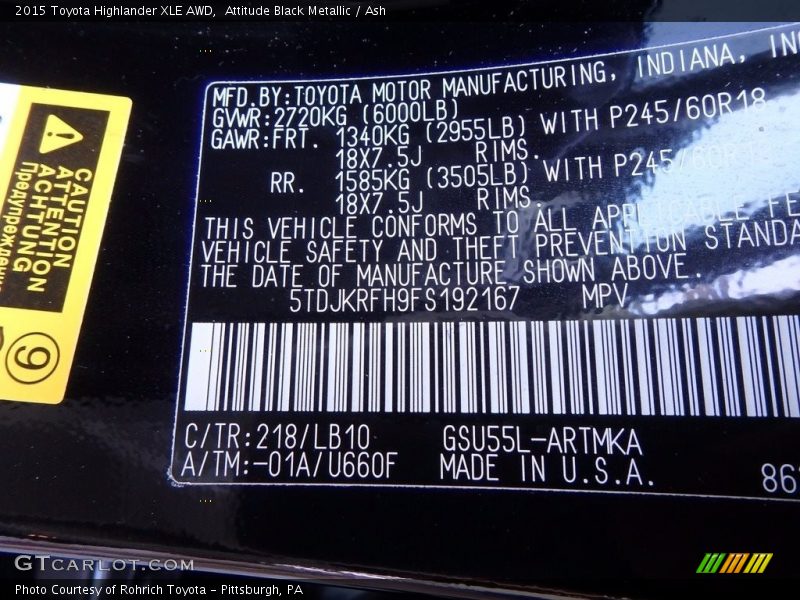 2015 Toyota Highlander XLE AWD,  Attitude Black Metallic / Ash
MFD.BY:TOYOTA MOTOR MANUFACTURING, INDIANA, IN
GVWR:2720KG (6000LB)
GAWR:FRT. 1340KG (2955LB) WITH P245/60R18
18X7.5J RIMS.
RR. 1585KG (3505LB) WITH P245/60R18
18X7.5J RIMS.
THIS VEHICLE CONFORMS TO ALL APPLICABLE FE
VEHICLE SAFETY AND THEFT PREVENTION STANDA
THE DATE OF MANUFACTURE SHOWN ABOVE.
5TDJKRFH9FS192167 MPV
C/TR:218/LB10 GSU55L-ARTMKA
A/TM:-01A/U660F MADE IN U.S.A.
86
CAUTION
ATTENTION
ACHTUNG
9
GTCARLOT.COM
Photo Courtesy of Rohrich Toyota - Pittsburgh, PA